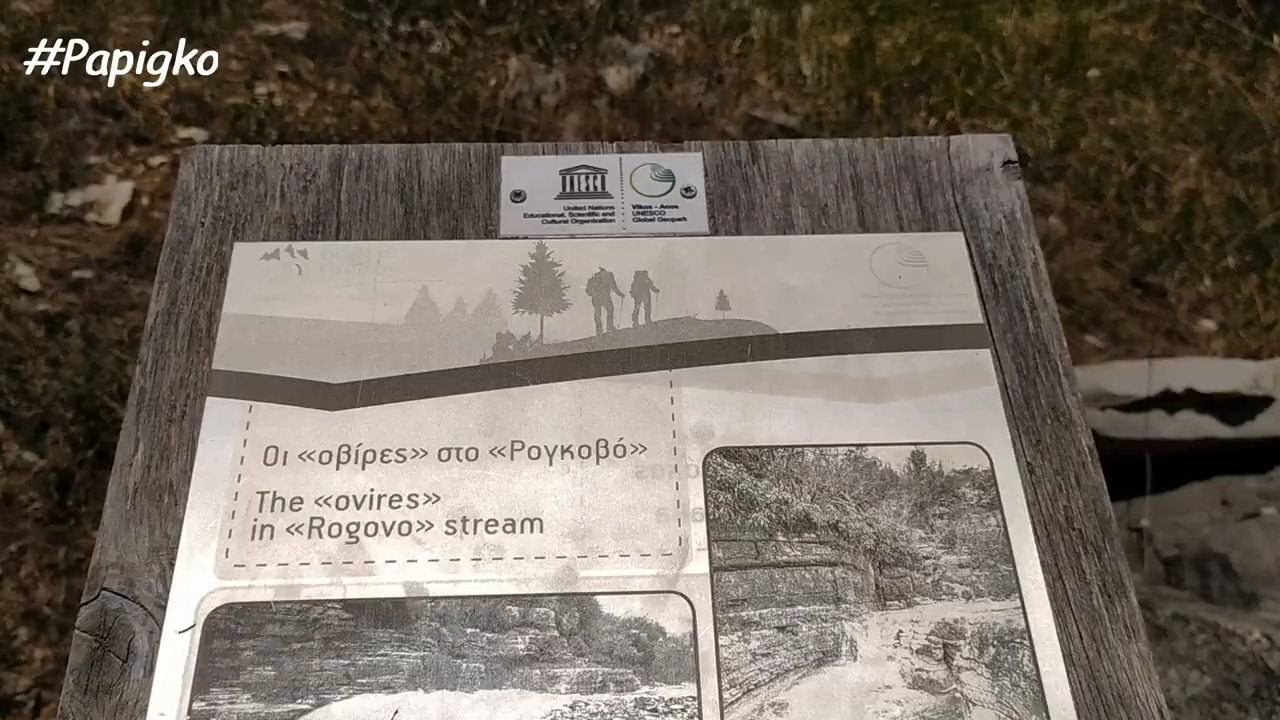 #Papigko
UNESCO
United Nations
Educational, Scientific and
Cultural Organization
Vikos - Aoos
UNESCO
Global Geopark
Οι «οβίρες» στο «Ρογκοβό»
The «ovires»
in «Rogovo» stream